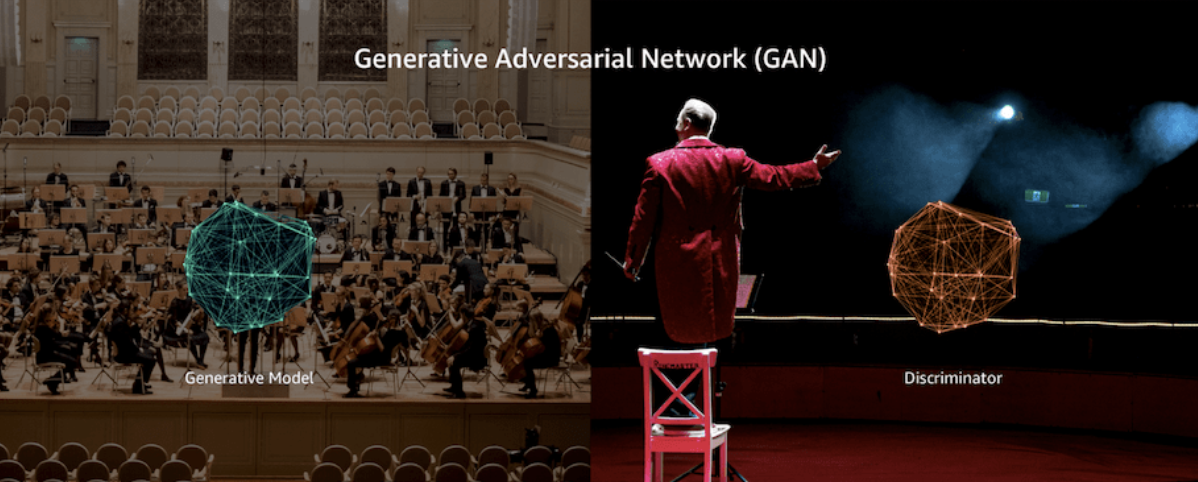 Generative Adversarial Network (GAN)
Generative Model
Discriminator